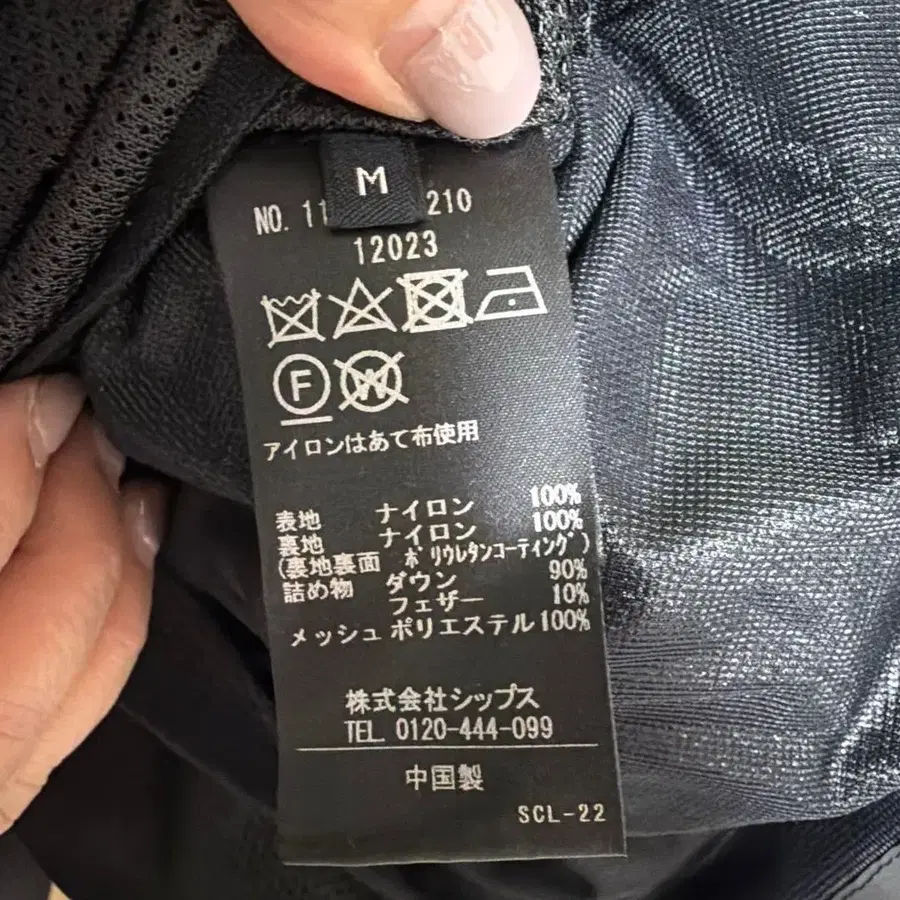 M
NO. 11 210
12023
F
W
アイロンはあて布使用
表地 ナイロン 100%
裏地 ナイロン 100%
(裏地裏面 ポリウレタンコーティング)
詰め物 ダウン 90%
フェザー 10%
メッシュ ポリエステル 100%
株式会社シップス
TEL 0120-444-099
中国製
SCL-22